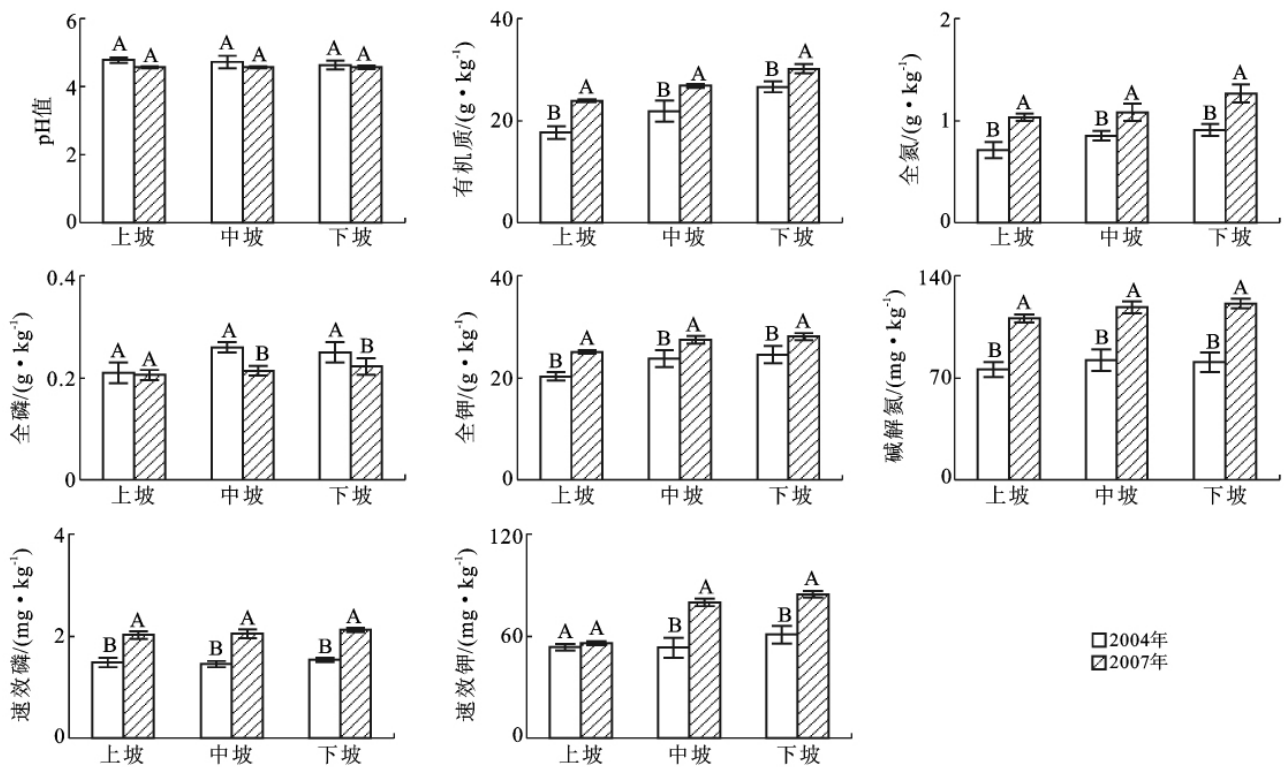 6
4
2
0
pH值
A A A A A A
上坡 中坡 下坡
40
20
0
有机质/(g·kg⁻¹)
B A B A B A
上坡 中坡 下坡
2
1
0
全氮/(g·kg⁻¹)
B A B A B A
上坡 中坡 下坡
0.4
0.2
0
全磷/(g·kg⁻¹)
A A A B A B
上坡 中坡 下坡
40
20
0
全钾/(g·kg⁻¹)
B A B A B A
上坡 中坡 下坡
140
70
0
碱解氮/(mg·kg⁻¹)
B A B A B A
上坡 中坡 下坡
4
2
0
速效磷/(mg·kg⁻¹)
B A B A B A
上坡 中坡 下坡
120
60
0
速效钾/(mg·kg⁻¹)
A A B A B A
上坡 中坡 下坡
2004年
2007年